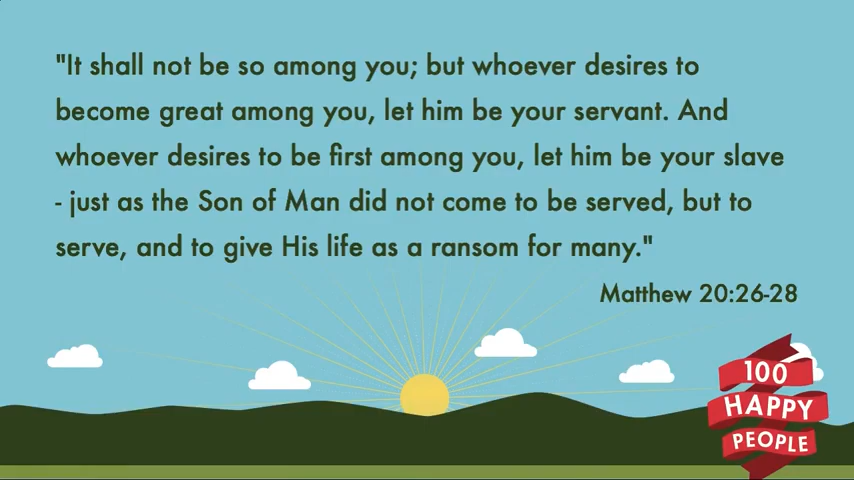 "It shall not be so among you; but whoever desires to
become great among you, let him be your servant. And
whoever desires to be first among you, let him be your slave
- just as the Son of Man did not come to be served, but to
serve, and to give His life as a ransom for many."
Matthew 20:26-28
100
HAPPY
PEOPLE